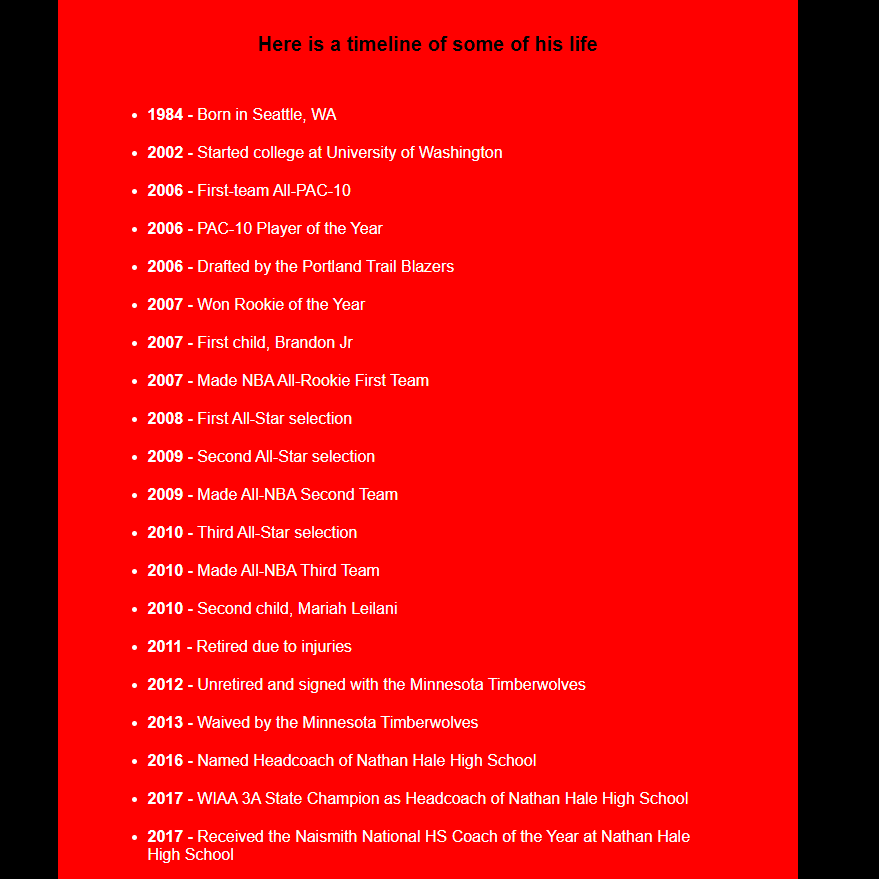 Here is a timeline of some of his life
• 1984 - Born in Seattle, WA
• 2002 - Started college at University of Washington
• 2006 - First-team All-PAC-10
• 2006 - PAC-10 Player of the Year
• 2006 - Drafted by the Portland Trail Blazers
• 2007 - Won Rookie of the Year
• 2007 - First child, Brandon Jr
• 2007 - Made NBA All-Rookie First Team
• 2008 - First All-Star selection
• 2009 - Second All-Star selection
• 2009 - Made All-NBA Second Team
• 2010 - Third All-Star selection
• 2010 - Made All-NBA Third Team
• 2010 - Second child, Mariah Leilani
• 2011 - Retired due to injuries
• 2012 - Unretired and signed with the Minnesota Timberwolves
• 2013 - Waived by the Minnesota Timberwolves
• 2016 - Named Headcoach of Nathan Hale High School
• 2017 - WIAA 3A State Champion as Headcoach of Nathan Hale High School
• 2017 - Received the Naismith National HS Coach of the Year at Nathan Hale
High School